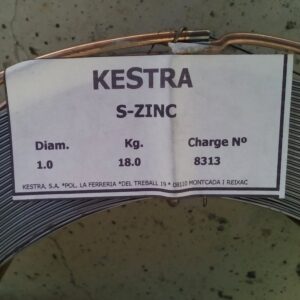 KESTRA
S-ZINC
Diam. Kg. Charge Nº
1.0 18.0 8313
KESTRA, S.A. *POL. LA FERRERIA *DEL TREBALL 19 * 08110 MONTCADA I REIXAC